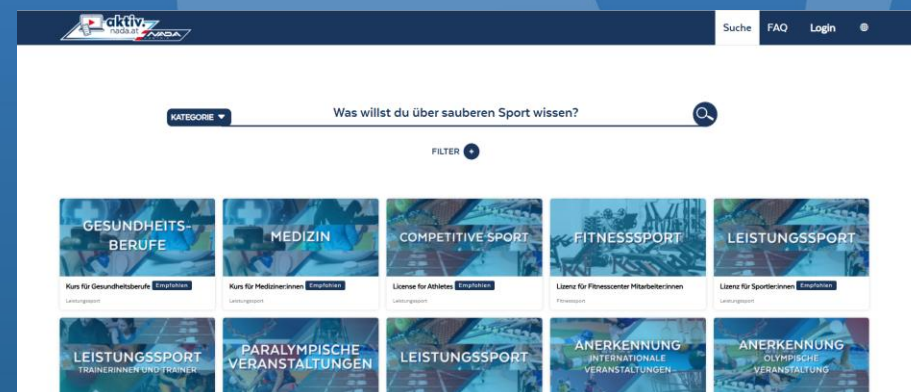 aktiv.
nada.at
NADA
Suche
FAQ
Login
KATEGORIE
Was willst du über sauberen Sport wissen?
FILTER +
GESUNDHEITS-
BERUFE
Kurs für Gesundheitsberufe Empfohlen
Leistungssport
MEDIZIN
Kurs für Mediziner:innen Empfohlen
Leistungssport
COMPETITIVE SPORT
License for Athletes Empfohlen
Leistungssport
FITNESSSPORT
Lizenz für Fitnesscenter Mitarbeiter:innen
Fitnesssport
LEISTUNGSSPORT
Lizenz für Sportler:innen Empfohlen
Leistungssport
LEISTUNGSSPORT
TRAINERINNEN UND TRAINER
PARALYMPISCHE
VERANSTALTUNGEN
LEISTUNGSSPORT
ANERKENNUNG
INTERNATIONALE
VERANSTALTUNGEN
ANERKENNUNG
OLYMPISCHE
VERANSTALTUNG